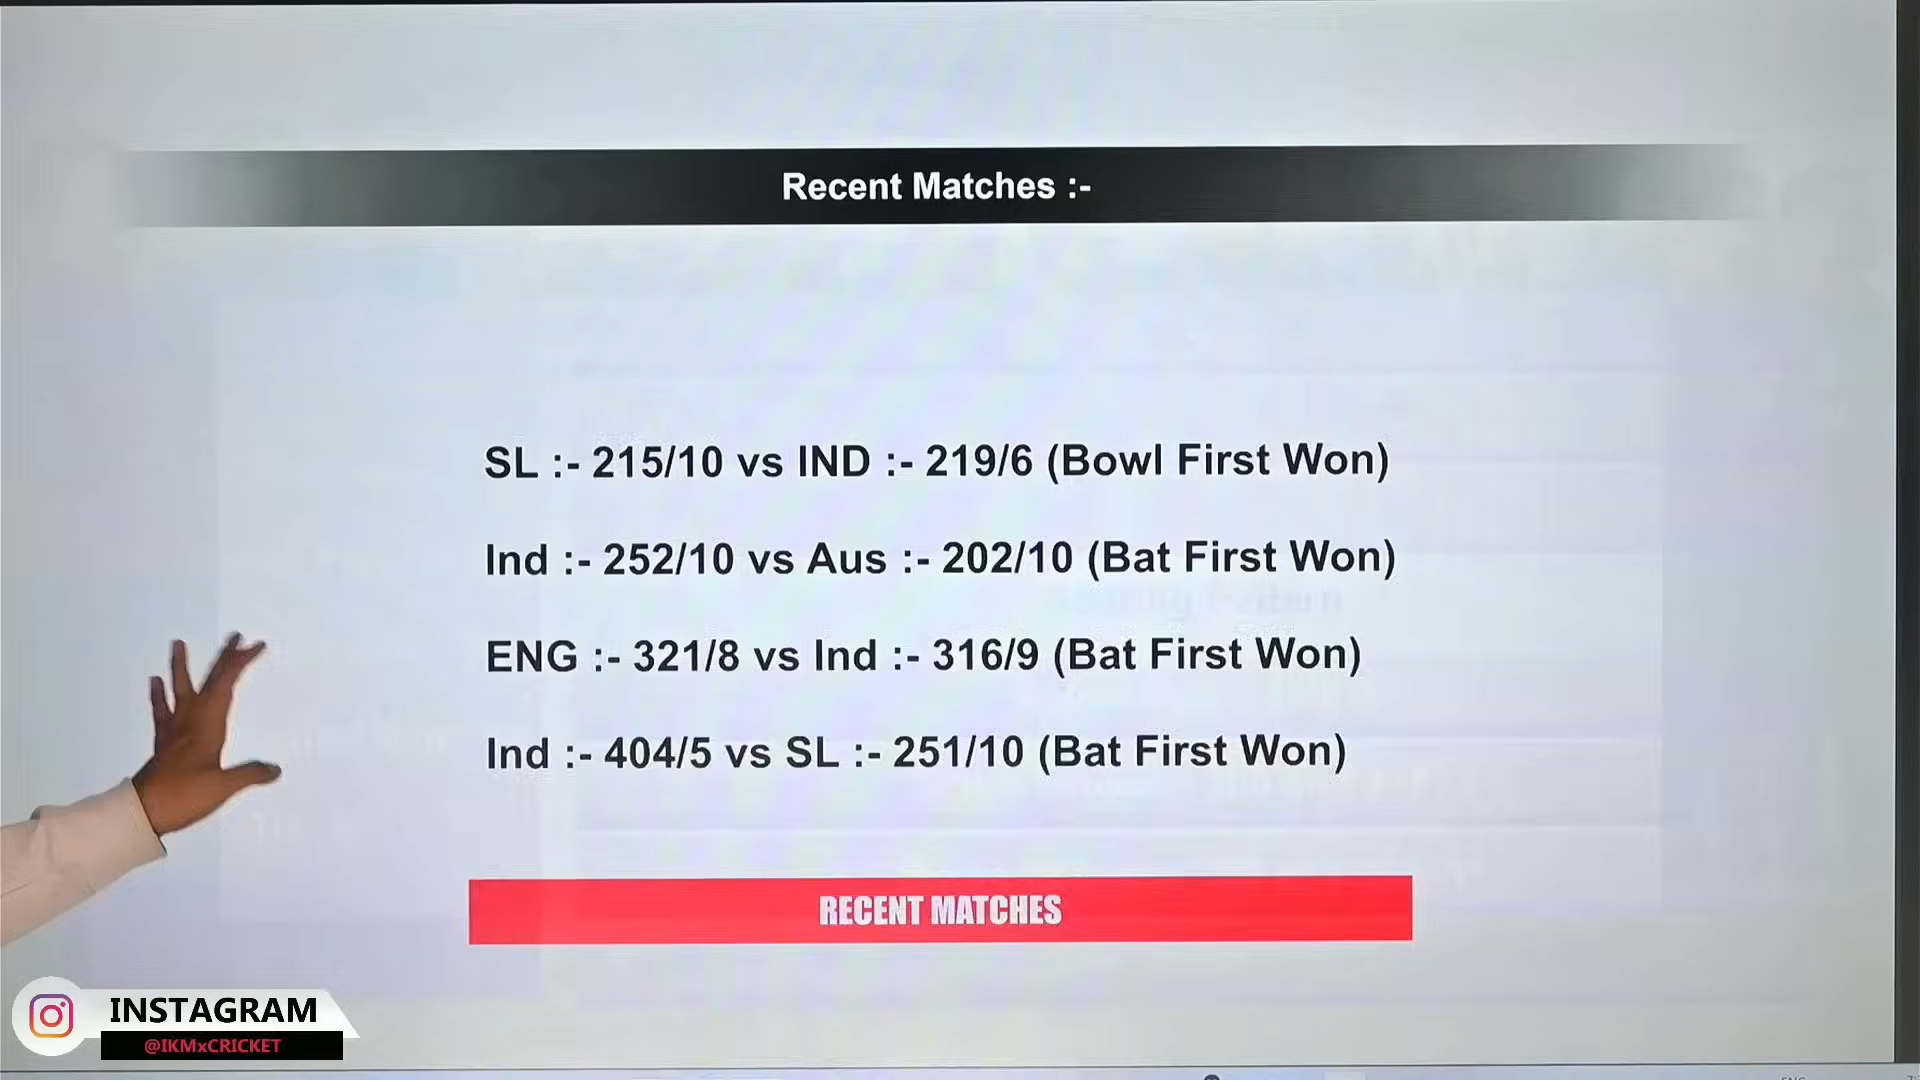 Recent Matches :-
SL :- 215/10 vs IND :- 219/6 (Bowl First Won)
Ind :- 252/10 vs Aus :- 202/10 (Bat First Won)
ENG :- 321/8 vs Ind :- 316/9 (Bat First Won)
Ind :- 404/5 vs SL :- 251/10 (Bat First Won)
RECENT MATCHES
INSTAGRAM
@IKMxCRICKET